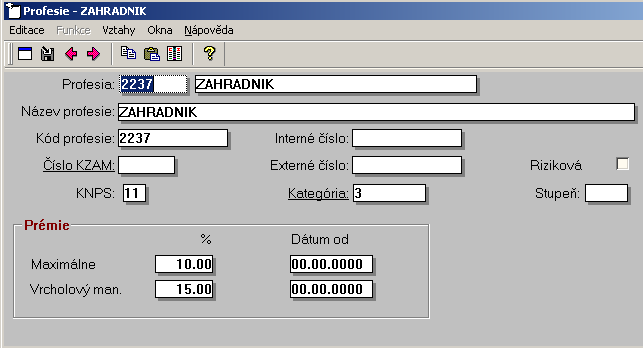 Profesie - ZAHRADNIK
Editace Funkce Vztahy Okna Nápověda
Profesia: 2237 ZAHRADNIK
Název profesie: ZAHRADNIK
Kód profesie: 2237 Interné číslo:
Číslo KZAM: Externé číslo: Riziková
KNPS: 11 Kategória: 3 Stupeň:
Prémie
% Dátum od
Maximálne 10.00 00.00.0000
Vrcholový man. 15.00 00.00.0000